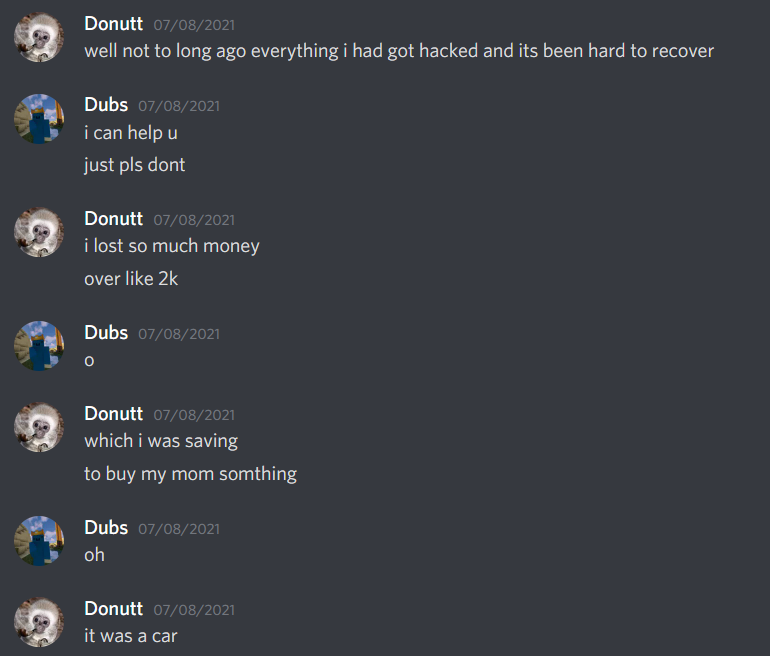 Donutt 07/08/2021
well not to long ago everything i had got hacked and its been hard to recover
Dubs 07/08/2021
i can help u
just pls dont
Donutt 07/08/2021
i lost so much money
over like 2k
Dubs 07/08/2021
o
Donutt 07/08/2021
which i was saving
to buy my mom somthing
Dubs 07/08/2021
oh
Donutt 07/08/2021
it was a car